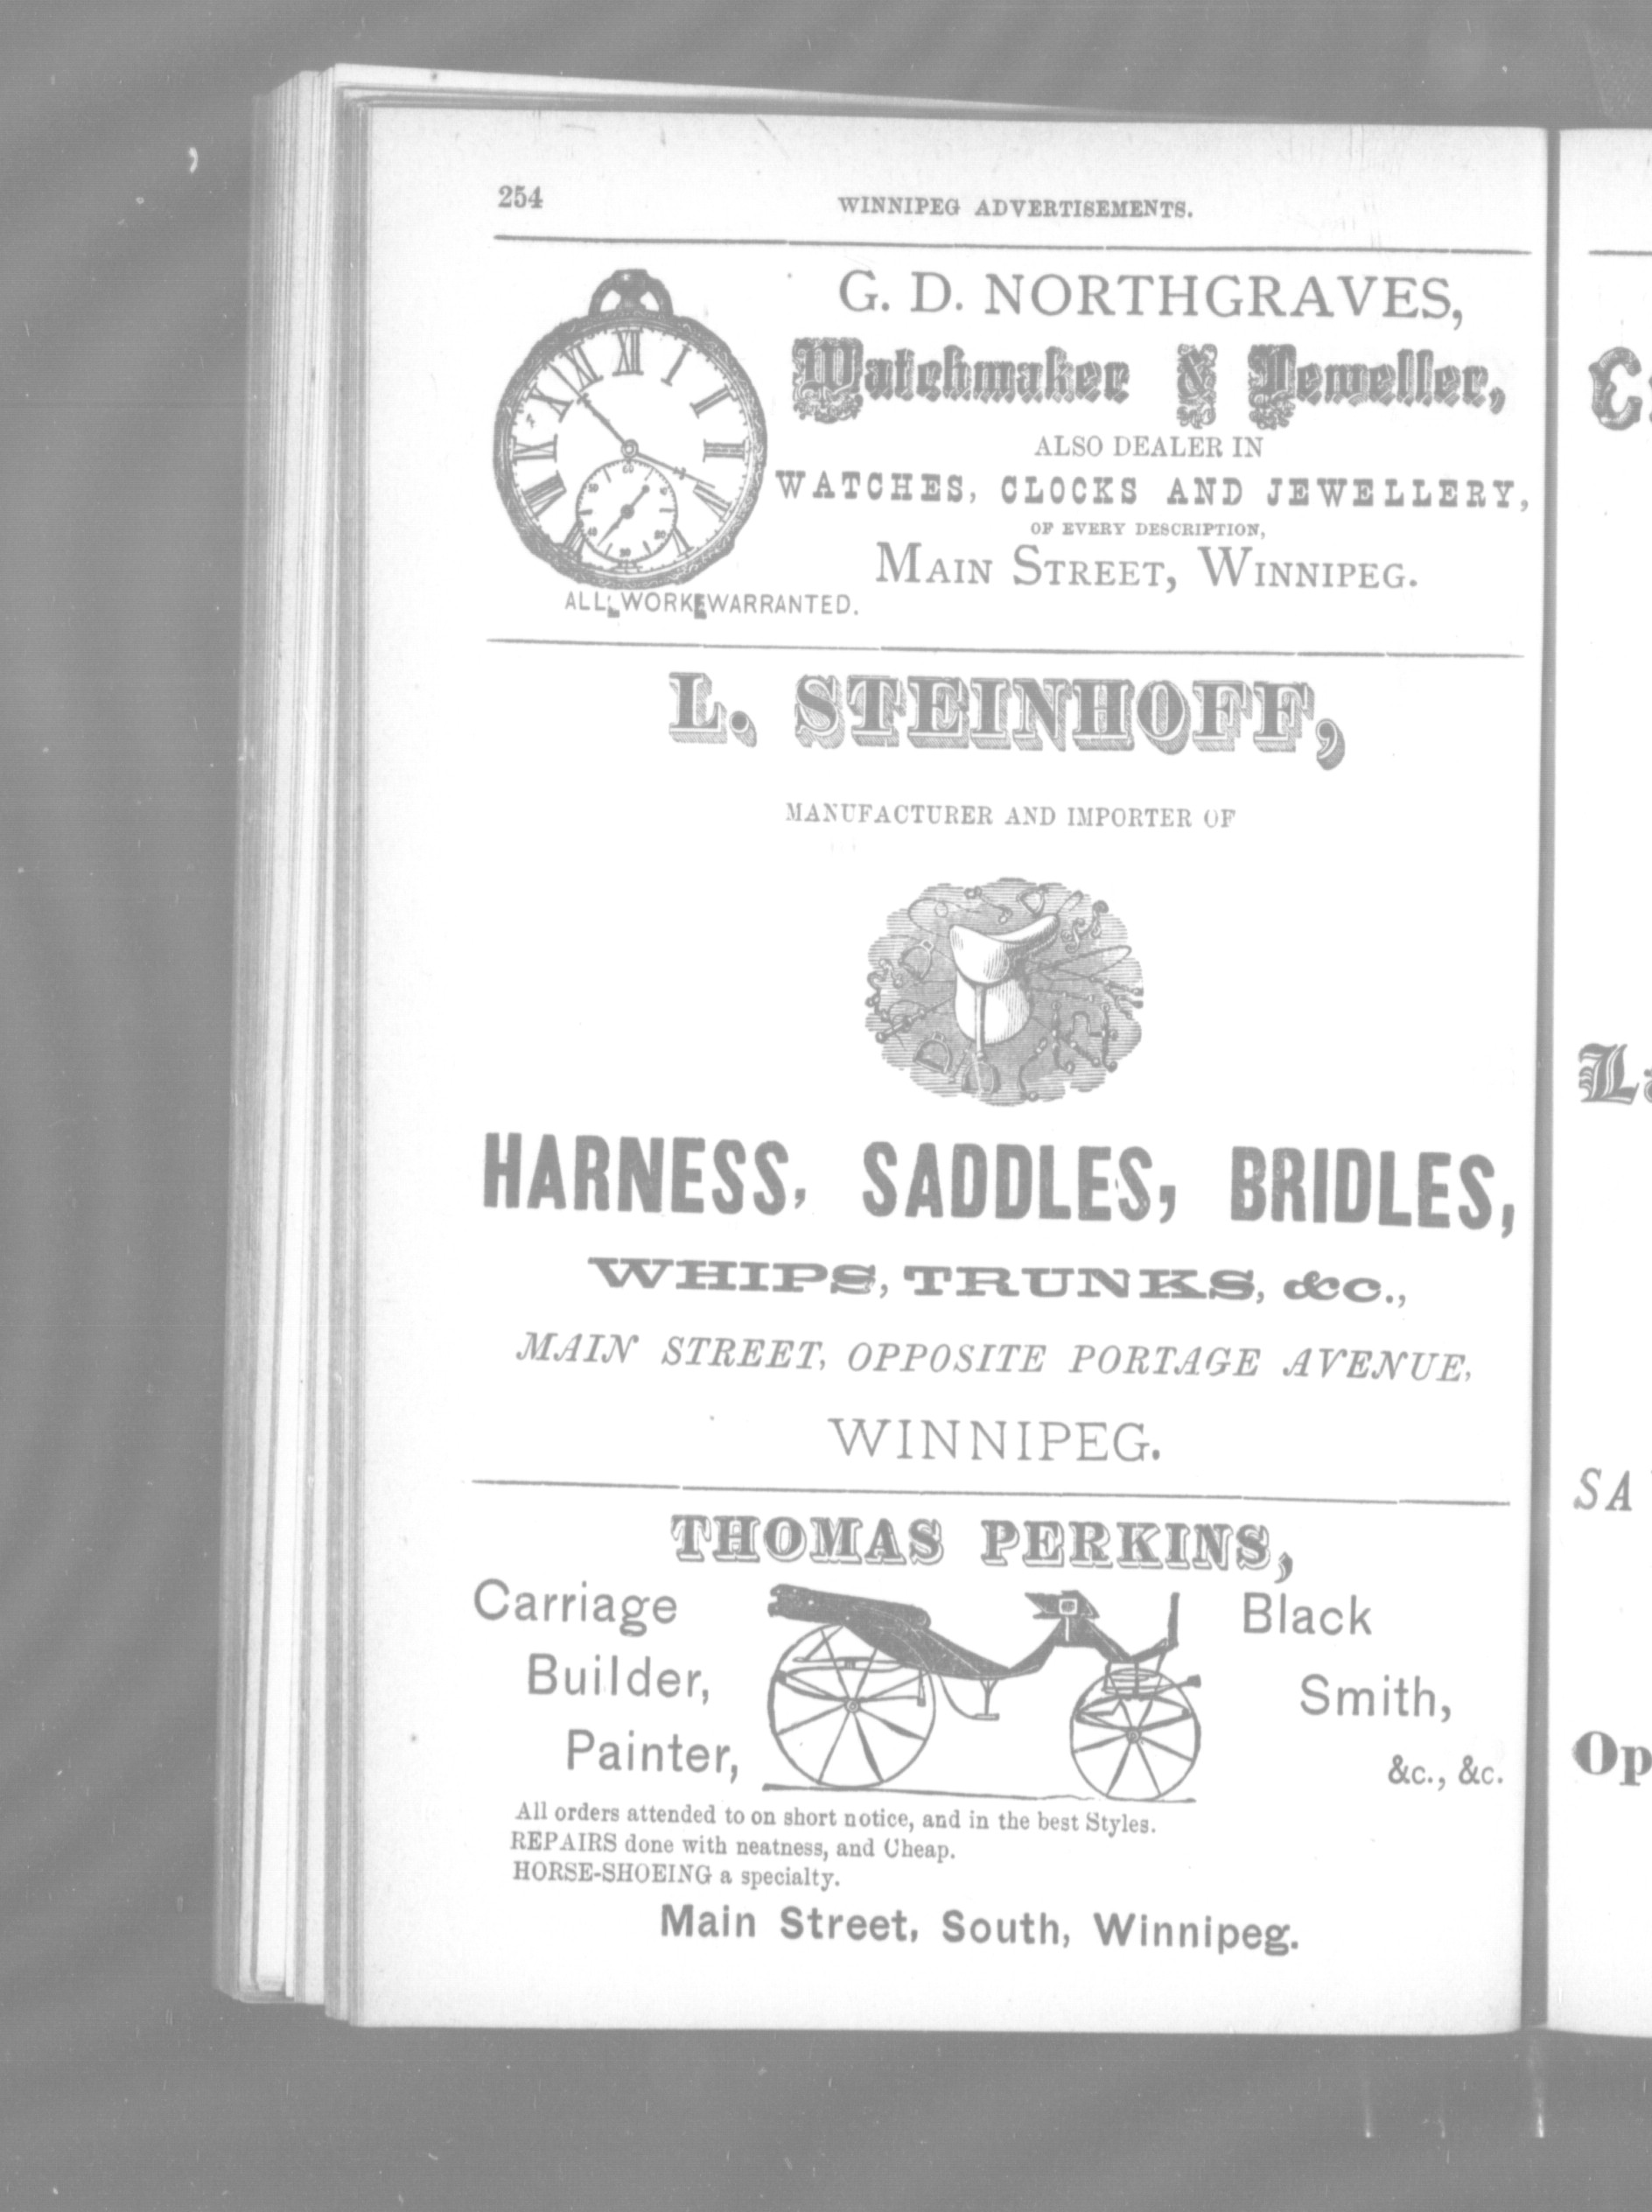 254
WINNIPEG ADVERTISEMENTS.
G. D. NORTHGRAVES,
Watchmaker & Jeweller,
ALSO DEALER IN
WATCHES, CLOCKS AND JEWELLERY,
OF EVERY DESCRIPTION,
MAIN STREET, WINNIPEG.
ALL WORK WARRANTED.
L. STEINHOFF,
MANUFACTURER AND IMPORTER OF
HARNESS, SADDLES, BRIDLES,
WHIPS, TRUNKS, &c.,
MAIN STREET, OPPOSITE PORTAGE AVENUE,
WINNIPEG.
THOMAS PERKINS,
Carriage
Builder,
Painter,
Black
Smith,
&c., &c.
All orders attended to on short notice, and in the best Styles.
REPAIRS done with neatness, and Cheap.
HORSE-SHOEING a specialty.
Main Street, South, Winnipeg.
SA
Op